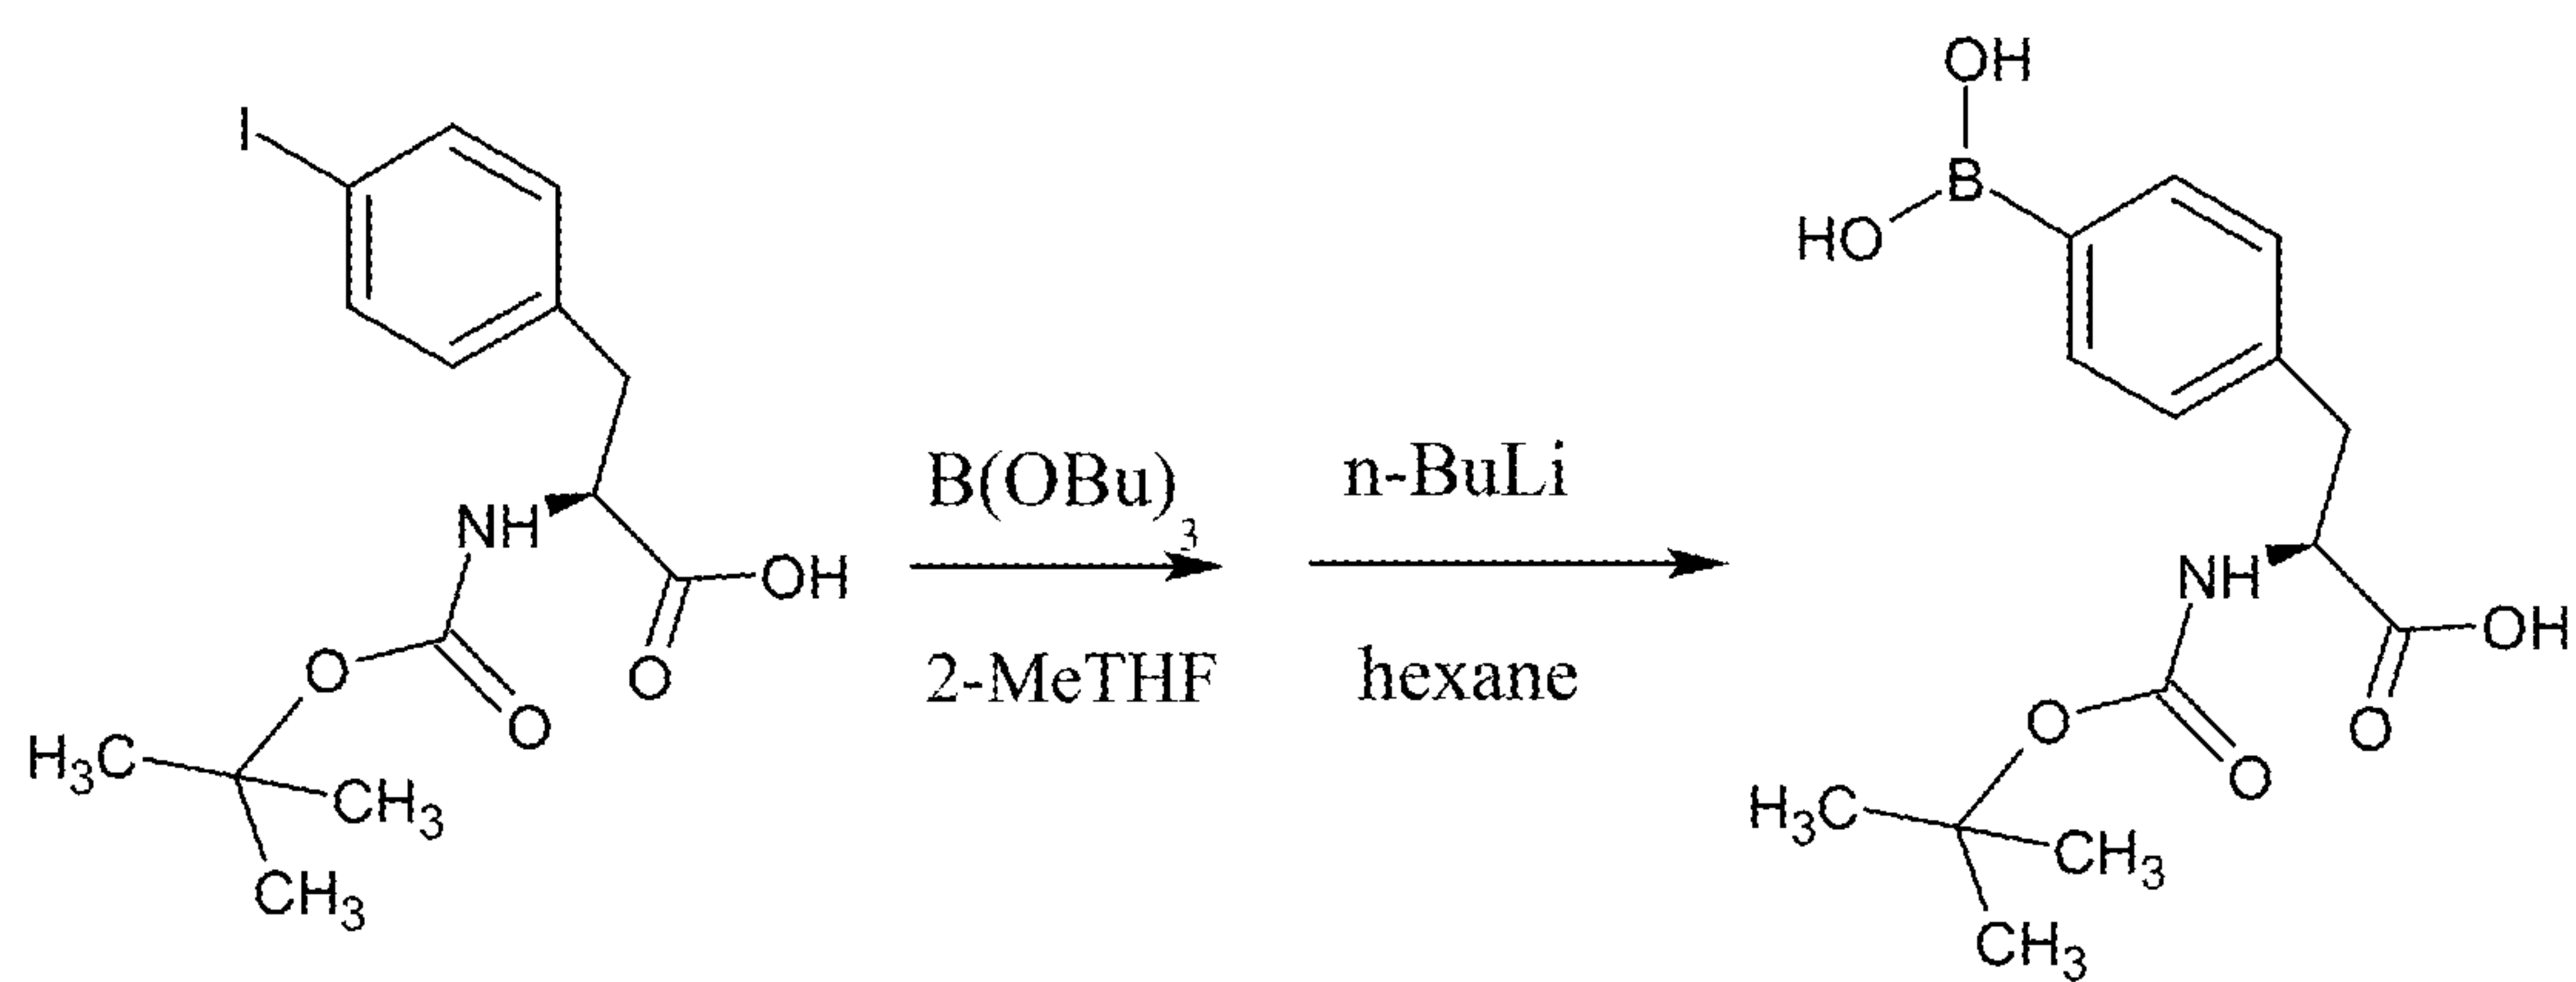 I
NH
OH
O
O
O
H3C
CH3
CH3
B(OBu)3
2-MeTHF
n-BuLi
hexane
OH
B
HO
NH
OH
O
O
O
H3C
CH3
CH3